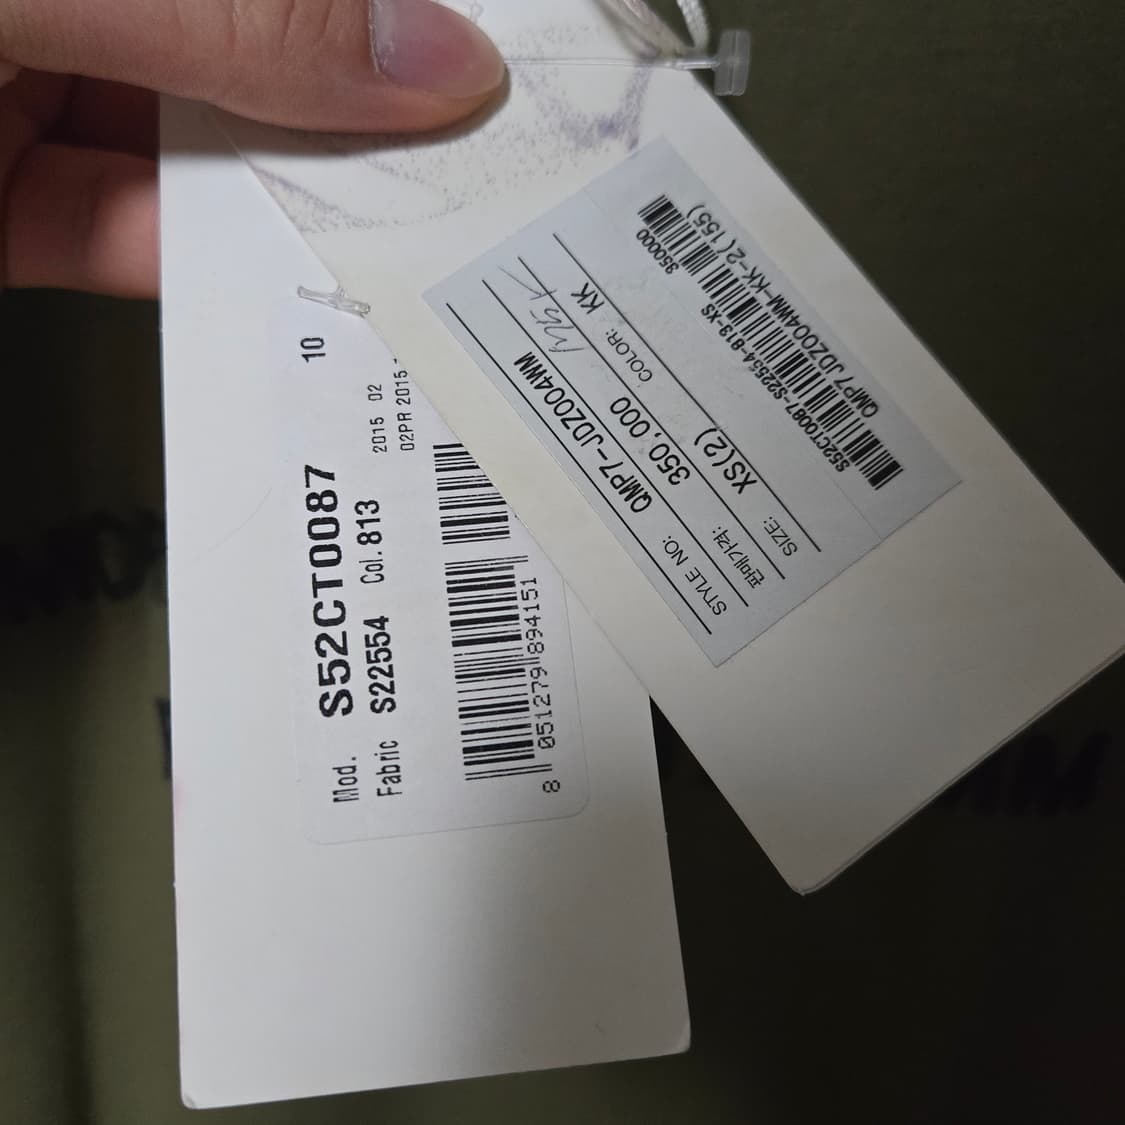 10
Mod. S52CT0087
Fabric S22554 Col.813
2015 02
02PR 2015
8 051279 894151
STYLE NO: QMP7-JDZ004WM
판매가격: 350,000
SIZE: XS(2) COLOR: KK
350000
S52CT0087-S22554-813-XS
QMP7 JDZ004WM-KK-2(155)